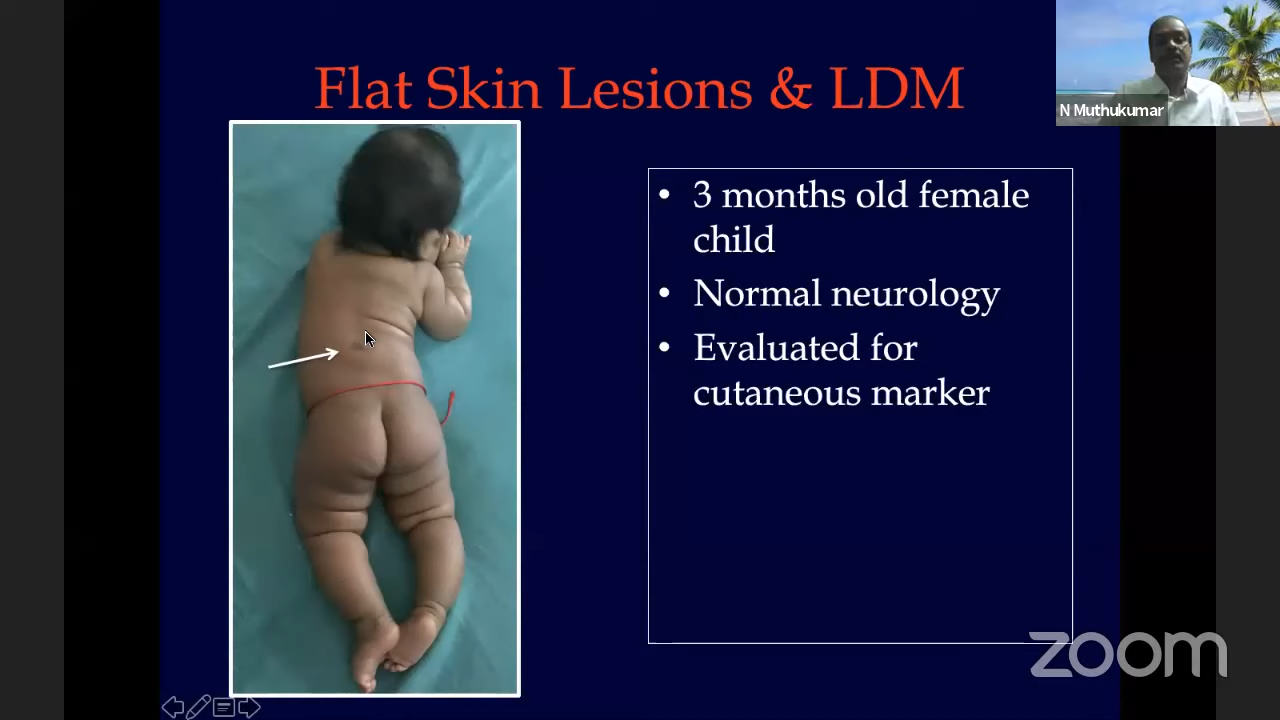 Flat Skin Lesions & LDM
N Muthukumar
• 3 months old female
child
• Normal neurology
• Evaluated for
cutaneous marker
zoom